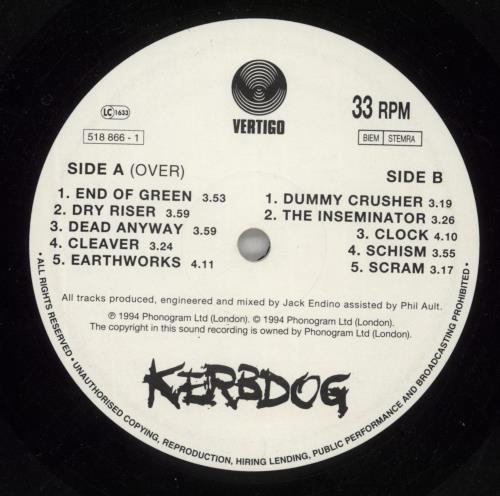 VERTIGO
LC 1633
33 RPM
518 866 - 1
BIEM STEMRA
SIDE A (OVER)
1. END OF GREEN 3.53
2. DRY RISER 3.59
3. DEAD ANYWAY 3.59
4. CLEAVER 3.24
5. EARTHWORKS 4.11
SIDE B
1. DUMMY CRUSHER 3.19
2. THE INSEMINATOR 3.26
3. CLOCK 4.10
4. SCHISM 3.55
5. SCRAM 3.17
All tracks produced, engineered and mixed by Jack Endino assisted by Phil Ault.
℗ 1994 Phonogram Ltd (London). © 1994 Phonogram Ltd (London).
The copyright in this sound recording is owned by Phonogram Ltd (London).
KERBDOG
• ALL RIGHTS RESERVED • UNAUTHORISED COPYING, REPRODUCTION, HIRING LENDING, PUBLIC PERFORMANCE AND BROADCASTING PROHIBITED •